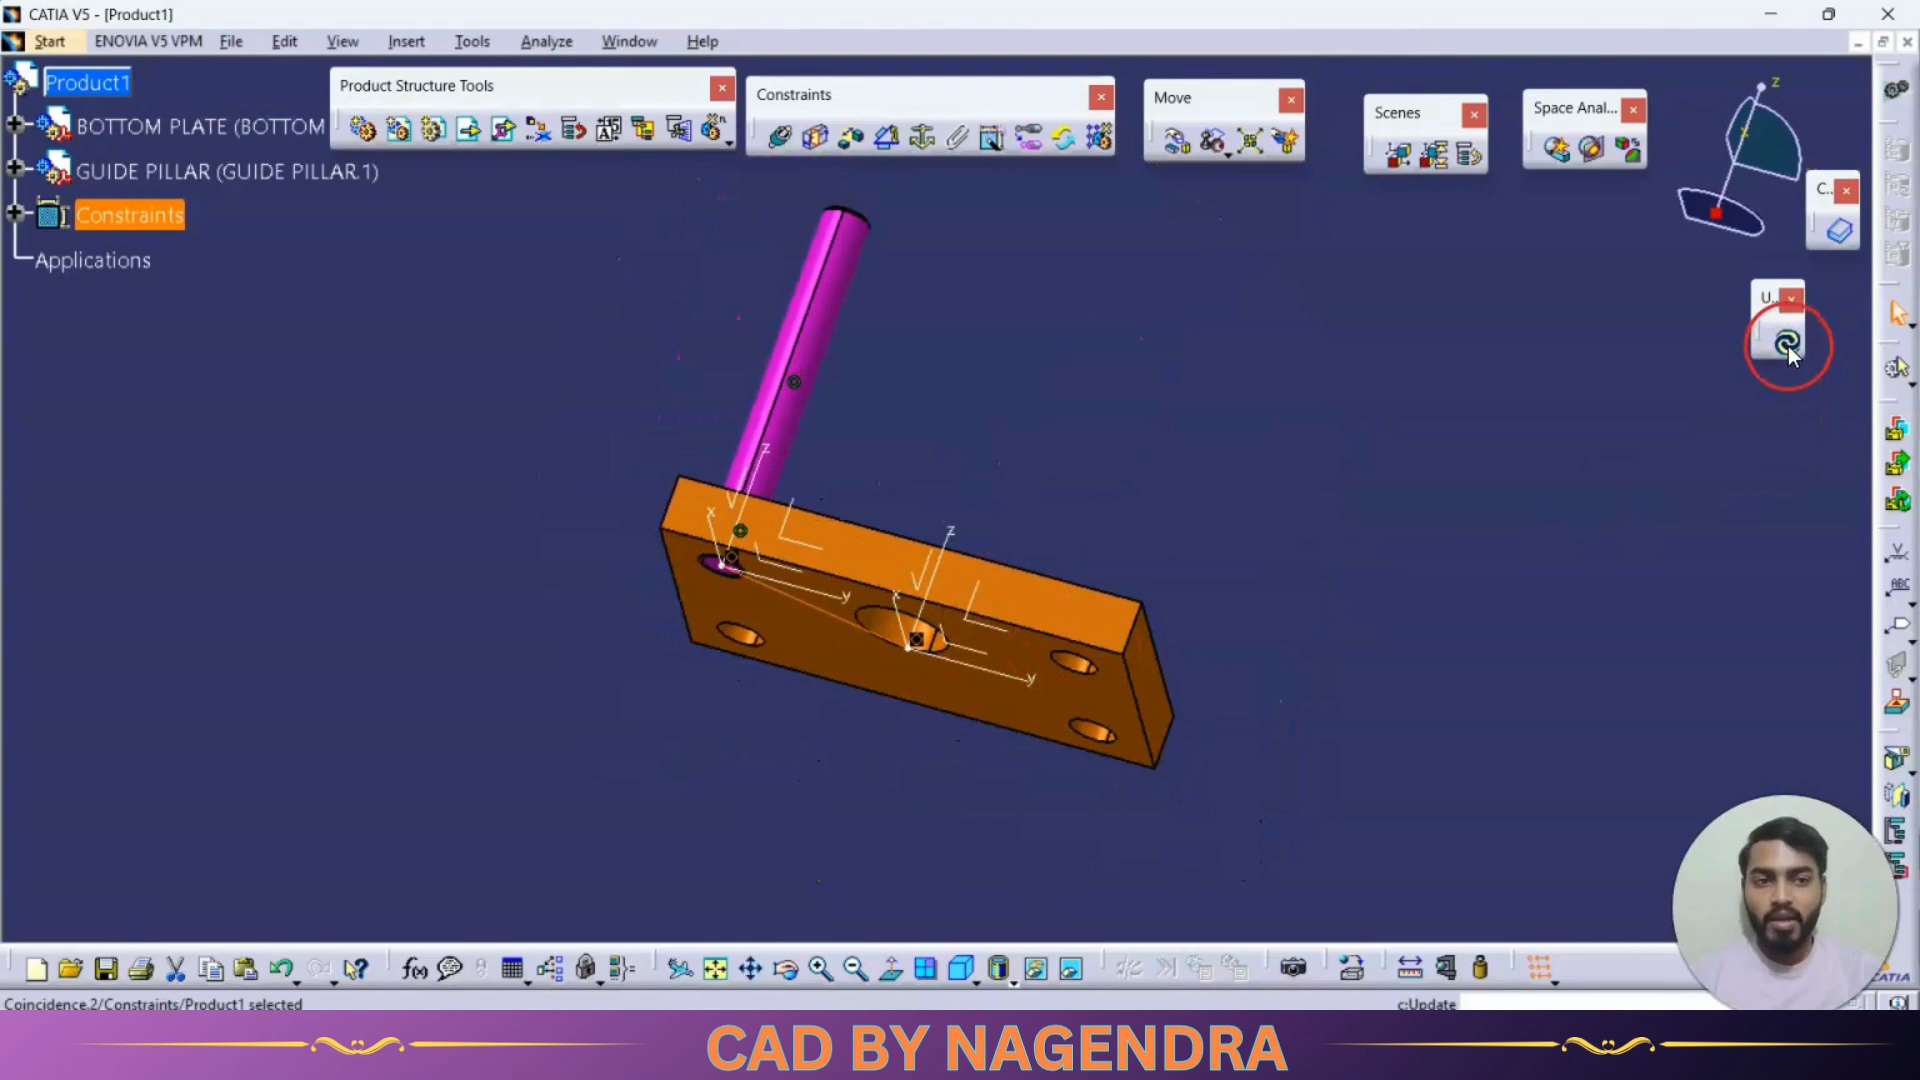 CATIA V5 - [Product1]
Start ENOVIA V5 VPM File Edit View Insert Tools Analyze Window Help
Product1
BOTTOM PLATE (BOTTOM
GUIDE PILLAR (GUIDE PILLAR.1)
Constraints
Applications
Product Structure Tools
Constraints
Move
Scenes
Space Anal...
C..
U..
z
x
z
x
y
z
x
y
ABC
f(x)
Coincidence.2/Constraints/Product1 selected
c:Update
CATIA
CAD BY NAGENDRA